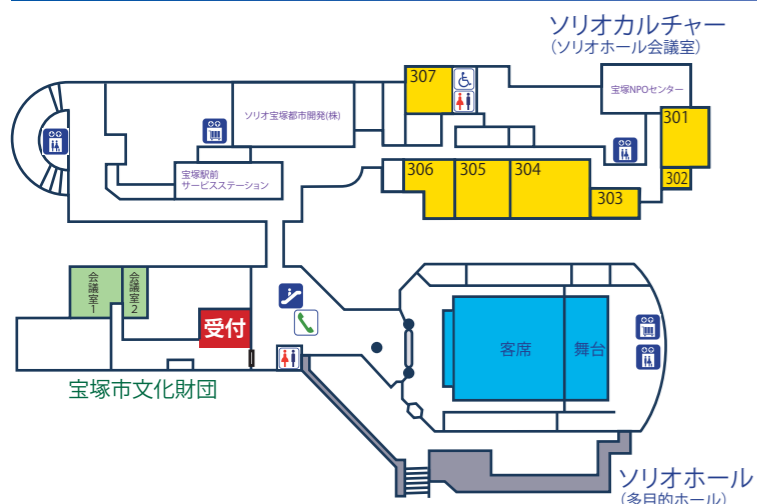 ソリオカルチャー
(ソリオホール会議室)
307
宝塚NPOセンター
ソリオ宝塚都市開発(株)
301
宝塚駅前
サービスステーション
306
305
304
302
303
会議室1
会議室2
受付
客席
舞台
宝塚市文化財団
ソリオホール
(多目的ホール)